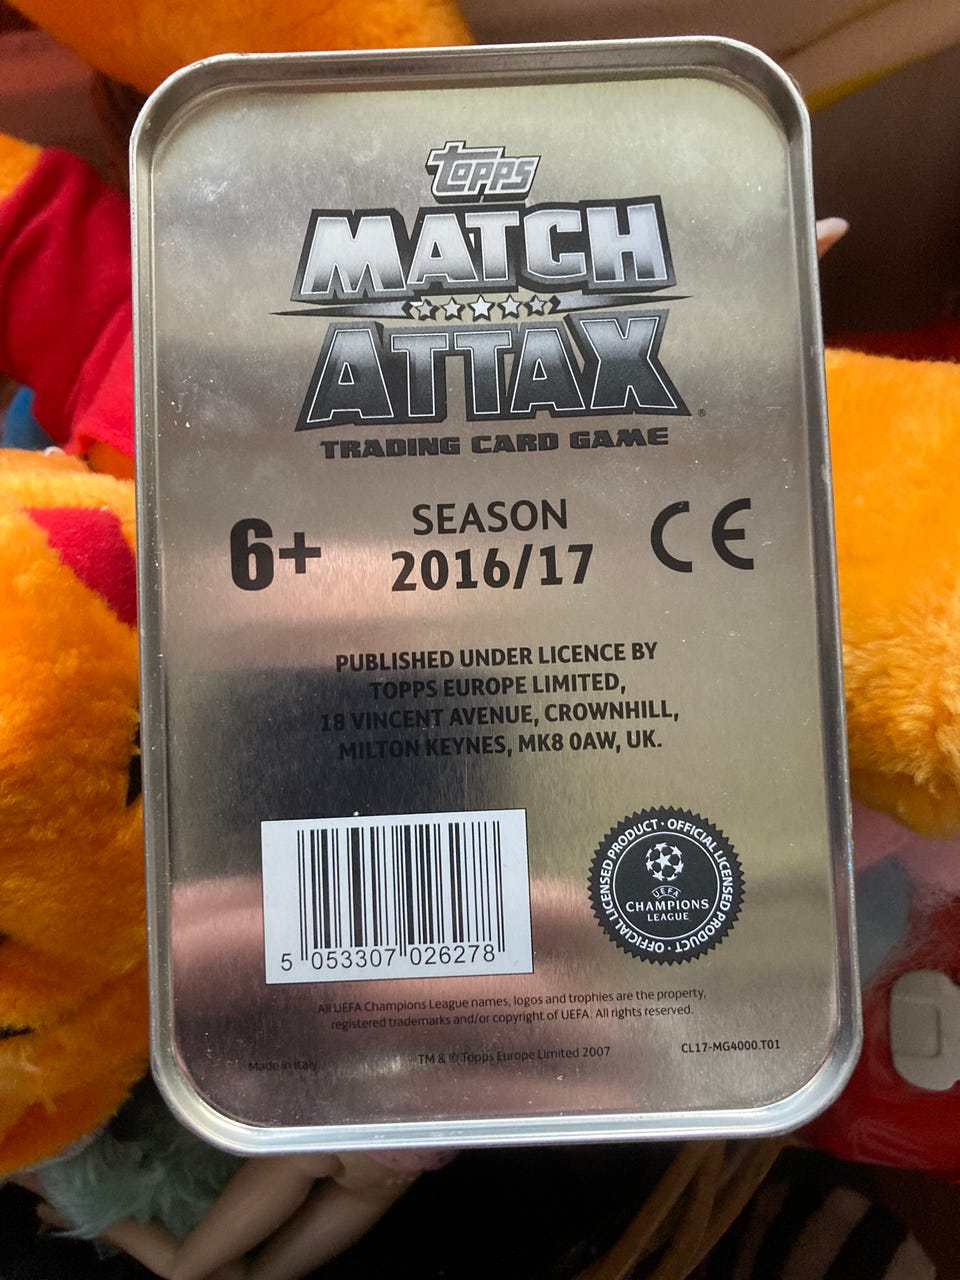 topps
MATCH
ATTAX®
TRADING CARD GAME
6+
SEASON
2016/17
CE
PUBLISHED UNDER LICENCE BY
TOPPS EUROPE LIMITED,
18 VINCENT AVENUE, CROWNHILL,
MILTON KEYNES, MK8 0AW, UK.
5 053307 026278
OFFICIAL LICENSED PRODUCT · OFFICIAL LICENSED PRODUCT ·
UEFA
CHAMPIONS
LEAGUE
All UEFA Champions League names, logos and trophies are the property,
registered trademarks and/or copyright of UEFA. All rights reserved.
Made in Italy
TM & © Topps Europe Limited 2007
CL17-MG4000.T01